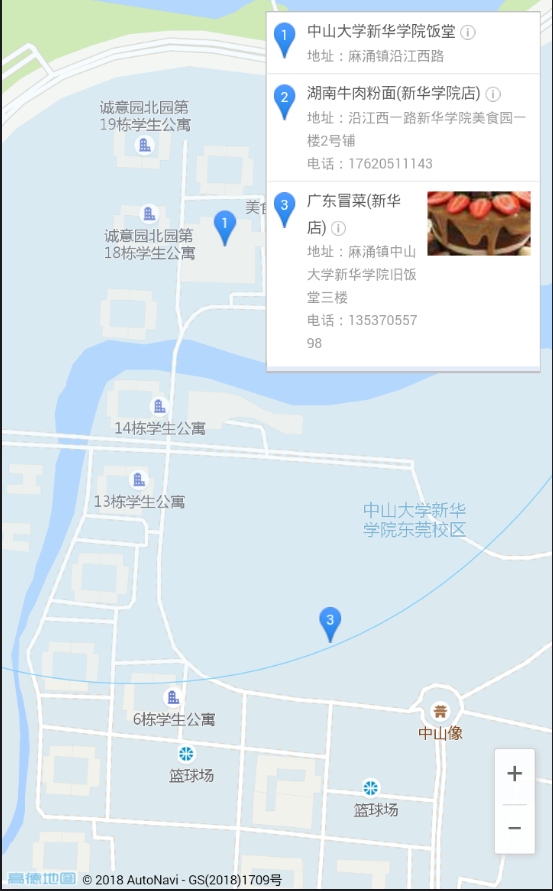 1
中山大学新华学院饭堂
地址：麻涌镇沿江西路
2
湖南牛肉粉面(新华学院店)
地址：沿江西一路新华学院美食园一
楼2号铺
电话：17620511143
3
广东冒菜(新华
店)
地址：麻涌镇中山
大学新华学院旧饭
堂三楼
电话：135370557
98
诚意园北园第
19栋学生公寓
美食
1
诚意园北园第
18栋学生公寓
14栋学生公寓
13栋学生公寓
中山大学新华
学院东莞校区
3
6栋学生公寓
中山像
篮球场
篮球场
+
−
高德地图 © 2018 AutoNavi - GS(2018)1709号